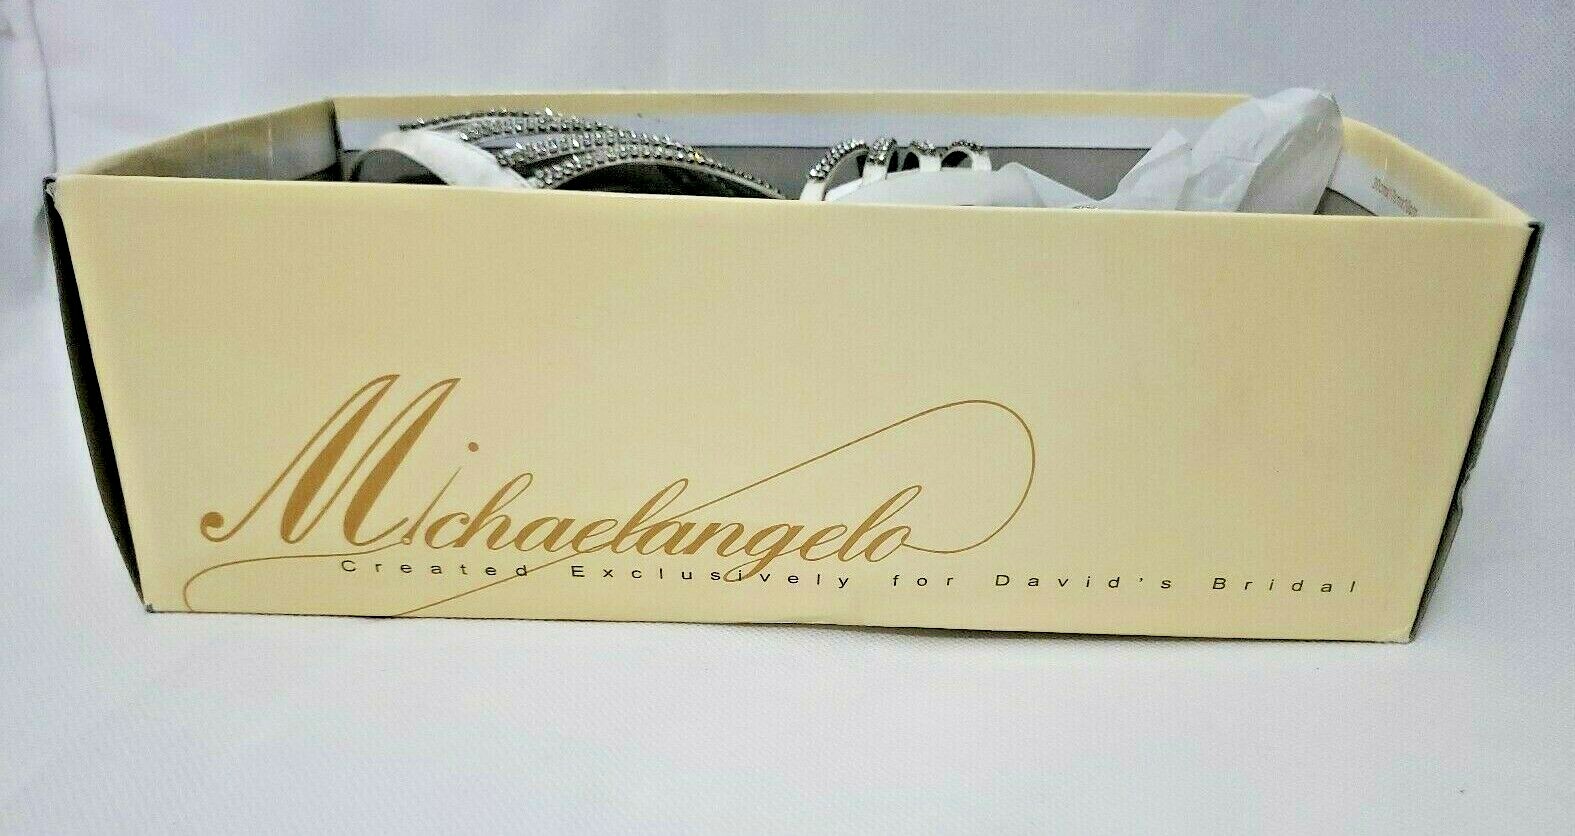 Michaelangelo
Created Exclusively for David's Bridal